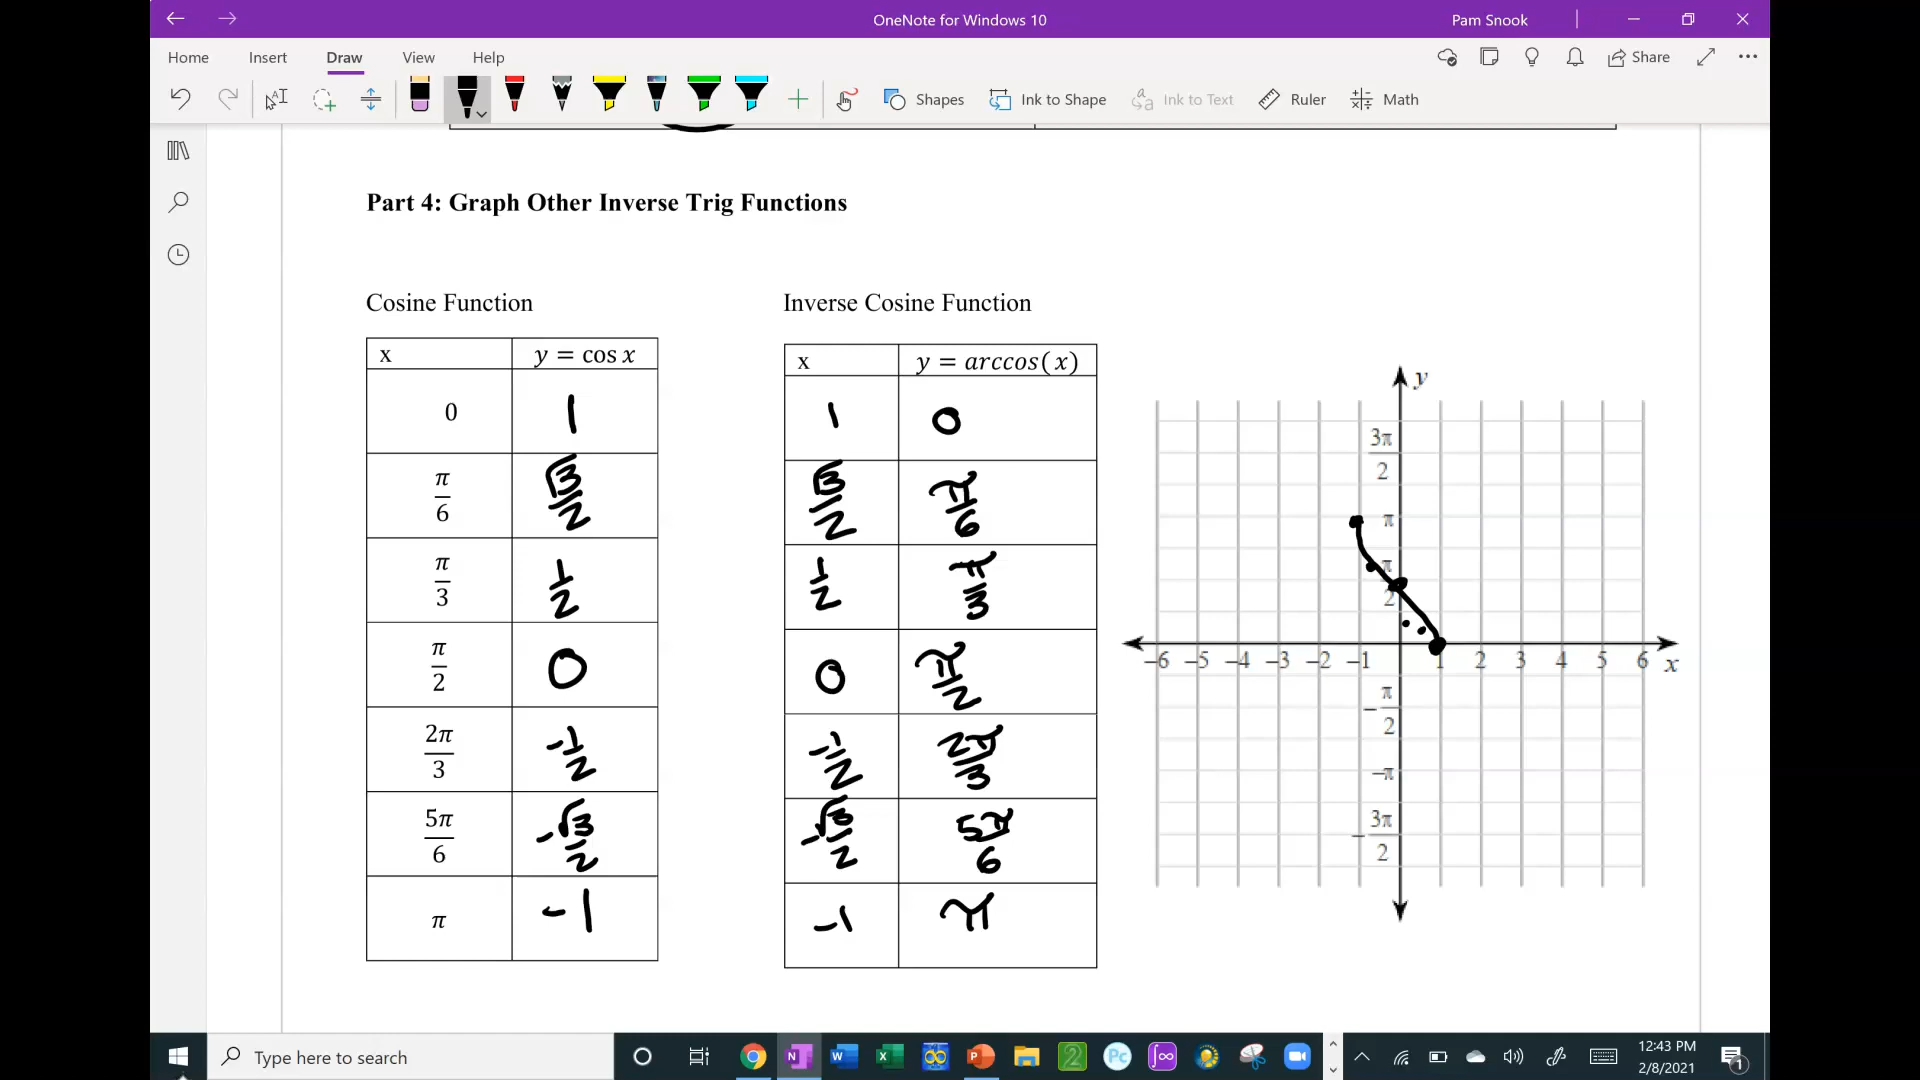 OneNote for Windows 10
Pam Snook
Home Insert Draw View Help
Share
Shapes Ink to Shape Ink to Text Ruler Math
Part 4: Graph Other Inverse Trig Functions
Cosine Function
x y = cos x
0 1
π/6 √3/2
π/3 1/2
π/2 0
2π/3 -1/2
5π/6 -√3/2
π -1
Inverse Cosine Function
x y = arccos(x)
1 0
√3/2 π/6
1/2 π/3
0 π/2
-1/2 2π/3
-√3/2 5π/6
-1 π
y
3π/2
π
π/2
-6 -5 -4 -3 -2 -1 1 2 3 4 5 6 x
-π/2
-π
-3π/2
Type here to search
12:43 PM
2/8/2021
1